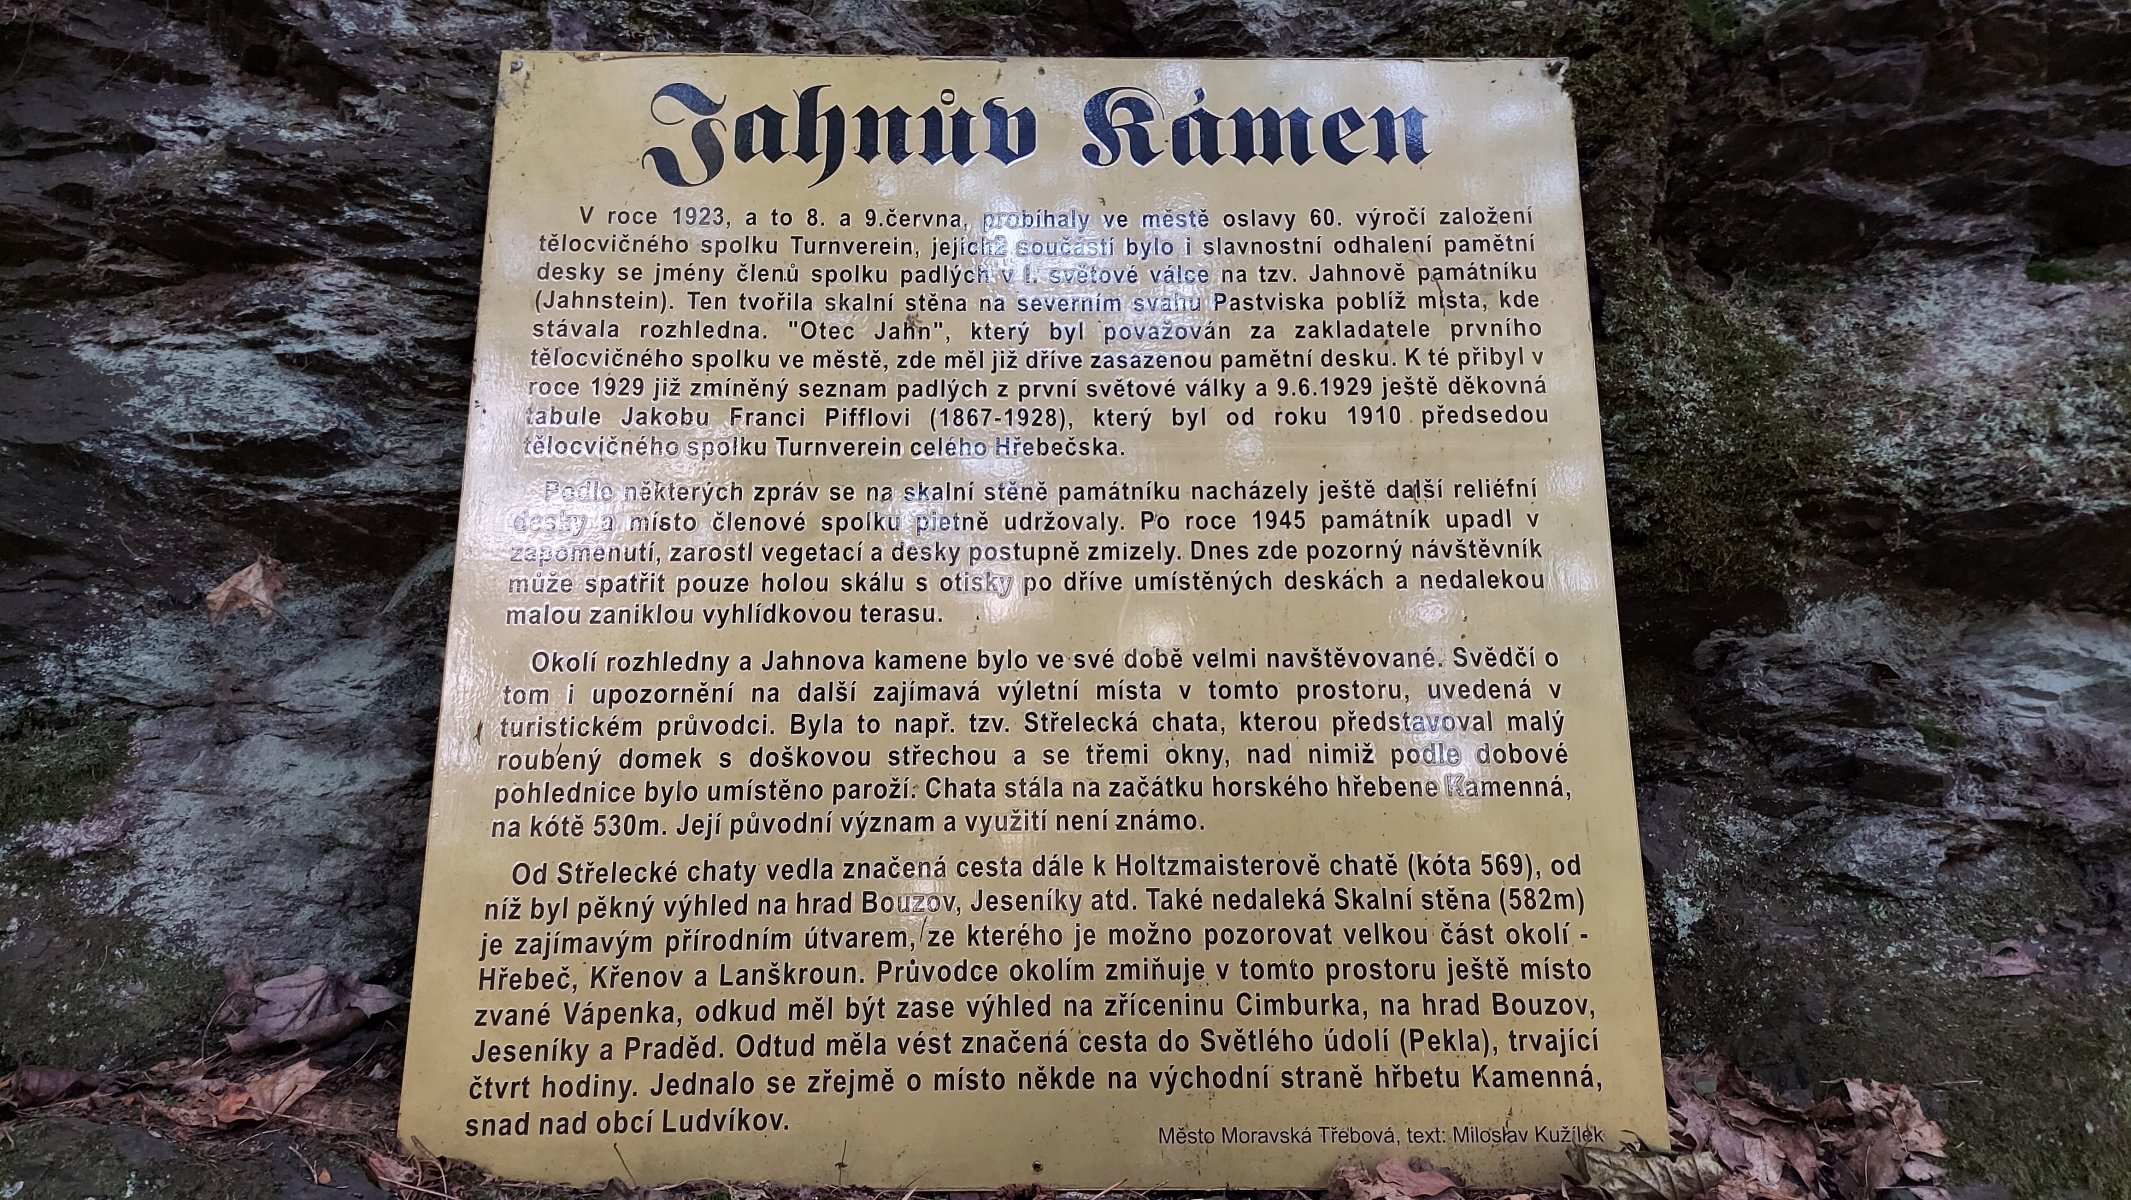 Jahnův Kámen
V roce 1923, a to 8. a 9.června, probíhaly ve městě oslavy 60. výročí založení
tělocvičného spolku Turnverein, jejíchž součástí bylo i slavnostní odhalení pamětní
desky se jmény členů spolku padlých v I. světové válce na tzv. Jahnově památníku
(Jahnstein). Ten tvořila skalní stěna na severním svahu Pastviska poblíž místa, kde
stávala rozhledna. "Otec Jahn", který byl považován za zakladatele prvního
tělocvičného spolku ve městě, zde měl již dříve zasazenou pamětní desku. K té přibyl v
roce 1929 již zmíněný seznam padlých z první světové války a 9.6.1929 ještě děkovná
tabule Jakobu Franci Pifflovi (1867-1928), který byl od roku 1910 předsedou
tělocvičného spolku Turnverein celého Hřebečska.
Podle některých zpráv se na skalní stěně památníku nacházely ještě další reliéfní
desky a místo členové spolku pietně udržovaly. Po roce 1945 památník upadl v
zapomenutí, zarostl vegetací a desky postupně zmizely. Dnes zde pozorný návštěvník
může spatřit pouze holou skálu s otisky po dříve umístěných deskách a nedalekou
malou zaniklou vyhlídkovou terasu.
Okolí rozhledny a Jahnova kamene bylo ve své době velmi navštěvované. Svědčí o
tom i upozornění na další zajímavá výletní místa v tomto prostoru, uvedená v
turistickém průvodci. Byla to např. tzv. Střelecká chata, kterou představoval malý
roubený domek s doškovou střechou a se třemi okny, nad nimiž podle dobové
pohlednice bylo umístěno paroží. Chata stála na začátku horského hřebene Kamenná,
na kótě 530m. Její původní význam a využití není známo.
Od Střelecké chaty vedla značená cesta dále k Holtzmaisterově chatě (kóta 569), od
níž byl pěkný výhled na hrad Bouzov, Jeseníky atd. Také nedaleká Skalní stěna (582m)
je zajímavým přírodním útvarem, ze kterého je možno pozorovat velkou část okolí -
Hřebeč, Křenov a Lanškroun. Průvodce okolím zmiňuje v tomto prostoru ještě místo
zvané Vápenka, odkud měl být zase výhled na zříceninu Cimburka, na hrad Bouzov,
Jeseníky a Praděd. Odtud měla vést značená cesta do Světlého údolí (Pekla), trvající
čtvrt hodiny. Jednalo se zřejmě o místo někde na východní straně hřbetu Kamenná,
snad nad obcí Ludvíkov.
Město Moravská Třebová, text: Miloslav Kužílek